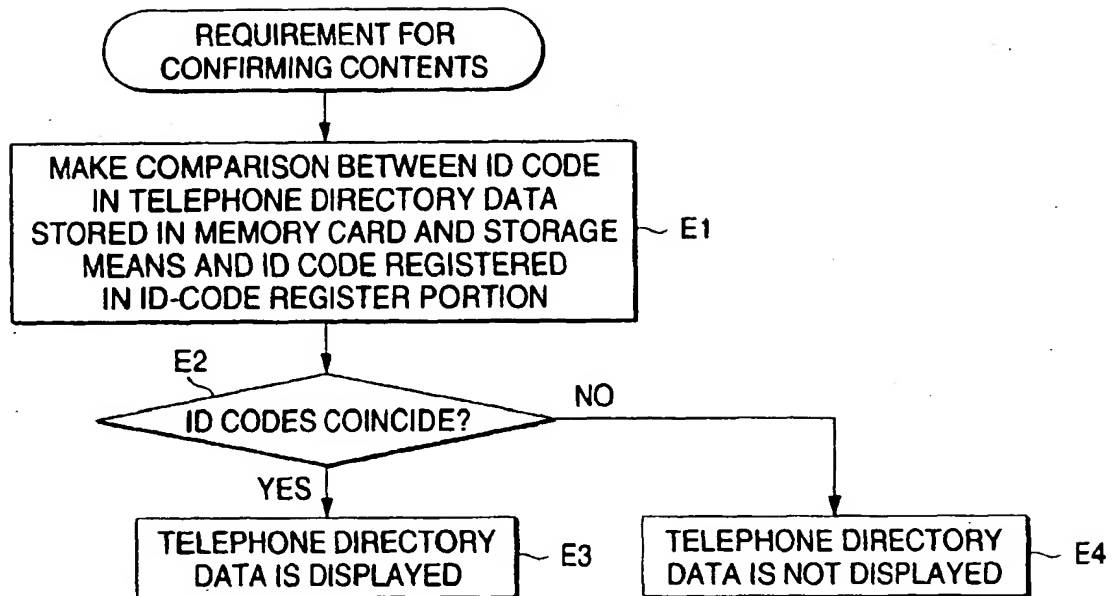 REQUIREMENT FOR
CONFIRMING CONTENTS
MAKE COMPARISON BETWEEN ID CODE
IN TELEPHONE DIRECTORY DATA
STORED IN MEMORY CARD AND STORAGE
MEANS AND ID CODE REGISTERED
IN ID-CODE REGISTER PORTION
E1
E2
ID CODES COINCIDE?
NO
YES
TELEPHONE DIRECTORY
DATA IS DISPLAYED
E3
TELEPHONE DIRECTORY
DATA IS NOT DISPLAYED
E4